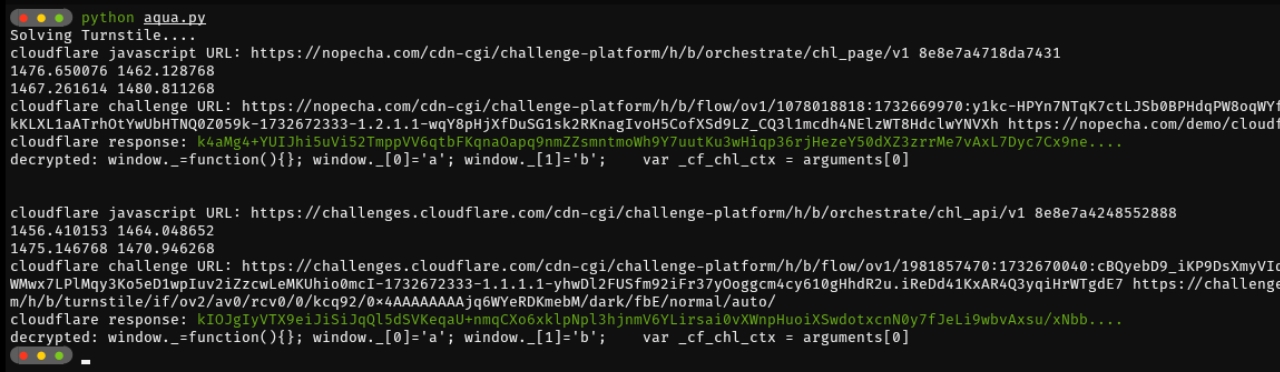 python aqua.py
Solving Turnstile....
cloudflare javascript URL: https://nopecha.com/cdn-cgi/challenge-platform/h/b/orchestrate/chl_page/v1 8e8e7a4718da7431
1476.650076 1462.128768
1467.261614 1480.811268
cloudflare challenge URL: https://nopecha.com/cdn-cgi/challenge-platform/h/b/flow/ov1/1078018818:1732669970:y1kc-HPYn7NTqK7ctLJSb0BPHdqPW8oqWYf
kKLXL1aATrhOtYwUbHTNQ0Z059k-1732672333-1.2.1.1-wqY8pHjXfDuSG1sk2RKnagIvoH5CofXSd9LZ_CQ3l1mcdh4NElzWT8HdclwYNVXh https://nopecha.com/demo/cloudf
cloudflare response: k4aMg4+YUIJhi5uVi52TmppVV6qtbFKqnaOapq9nmZZsmntmoWh9Y7uutKu3wHiqp36rjHezeY50dXZ3zrrMe7vAxL7Dyc7Cx9ne....
decrypted: window._=function(){}; window._[0]='a'; window._[1]='b';    var _cf_chl_ctx = arguments[0]
cloudflare javascript URL: https://challenges.cloudflare.com/cdn-cgi/challenge-platform/h/b/orchestrate/chl_api/v1 8e8e7a4248552888
1456.410153 1464.048652
1475.146768 1470.946268
cloudflare challenge URL: https://challenges.cloudflare.com/cdn-cgi/challenge-platform/h/b/flow/ov1/1981857470:1732670040:cBQyebD9_iKP9DsXmyVIc
WMwx7LPlMqy3Ko5eD1wpIuv2iZzcwLeMKUhio0mcI-1732672333-1.1.1.1-yhwDl2FUSfm92iFr37yOoggcm4cy610gHhdR2u.iReDd41KxAR4Q3yqiHrWTgdE7 https://challenge
m/h/b/turnstile/if/ov2/av0/rcv0/0/kcq92/0×4AAAAAAAAjq6WYeRDKmebM/dark/fbE/normal/auto/
cloudflare response: kIOJgIyVTX9eiJiSiJqQl5dSVKeqaU+nmqCXo6xklpNpl3hjnmV6YLirsai0vXWnpHuoiXSwdotxcnN0y7fJeLi9wbvAxsu/xNbb....
decrypted: window._=function(){}; window._[0]='a'; window._[1]='b';    var _cf_chl_ctx = arguments[0]